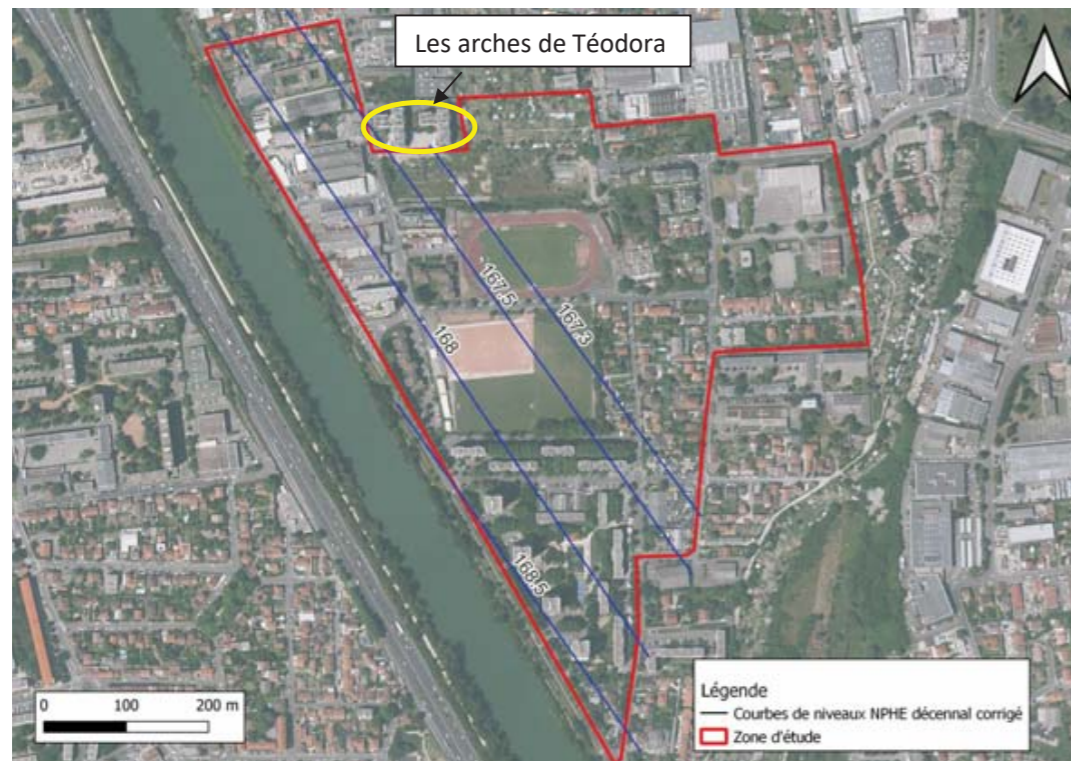 Les arches de Téodora
167.5
167.3
168
168.5
0 100 200 m
Légende
Courbes de niveaux NPHE décennal corrigé
Zone d'étude